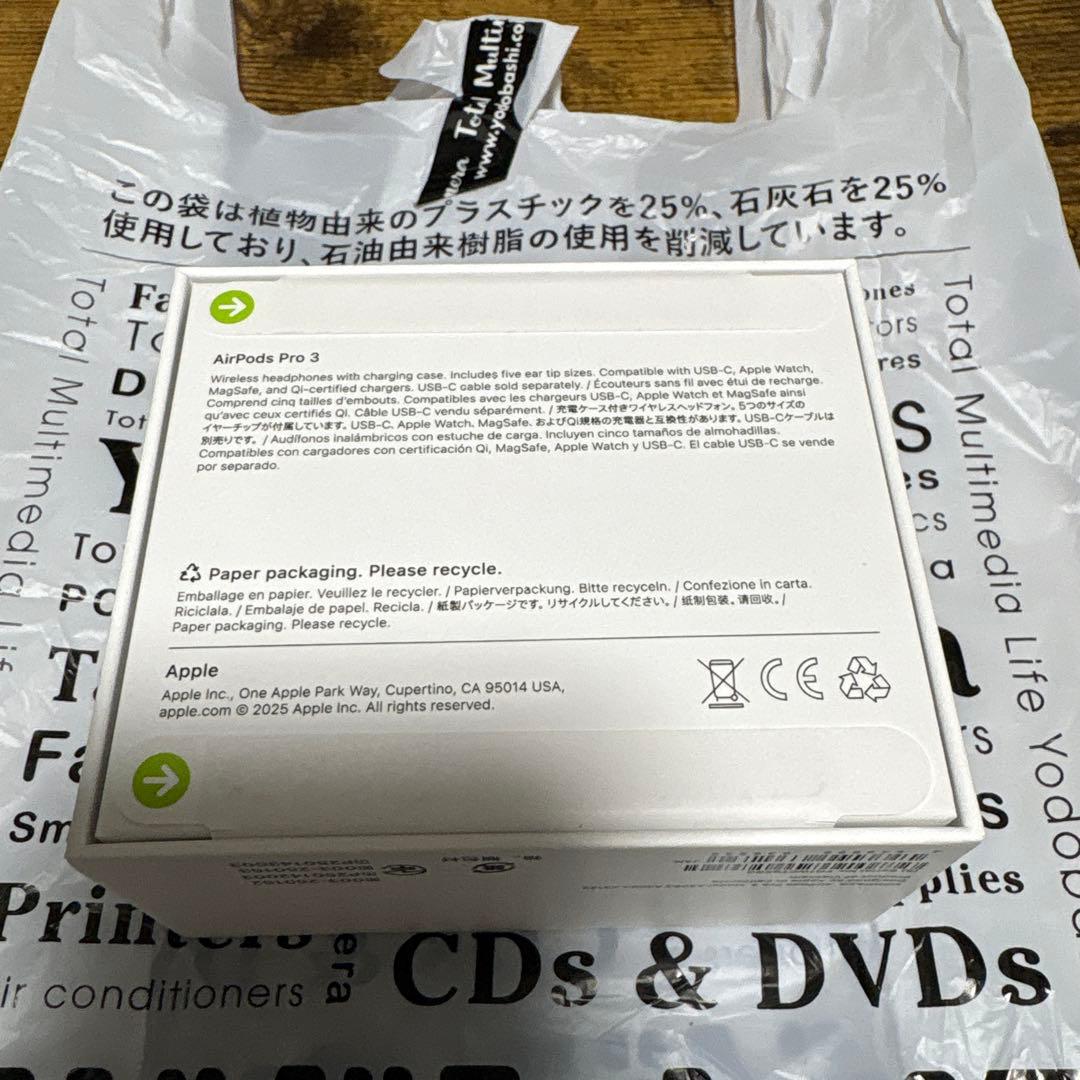 Total Multi
www.yodobashi.co
この袋は植物由来のプラスチックを25%、石灰石を25%
使用しており、石油由来樹脂の使用を削減しています。
Total Multimedia Life Yodoba
Total Multimedia Lif
AirPods Pro 3
Wireless headphones with charging case. Includes five ear tip sizes. Compatible with USB-C, Apple Watch,
MagSafe, and Qi-certified chargers. USB-C cable sold separately. / Écouteurs sans fil avec étui de recharge.
Comprend cinq tailles d'embouts. Compatibles avec les chargeurs USB-C, Apple Watch et MagSafe ainsi
qu'avec ceux certifiés Qi. Câble USB-C vendu séparément. / 充電ケース付きワイヤレスヘッドフォン。5つのサイズの
イヤーチップが付属しています。USB-C、Apple Watch、MagSafe、およびQi規格の充電器と互換性があります。USB-Cケーブルは
別売りです。/ Audífonos inalámbricos con estuche de carga. Incluyen cinco tamaños de almohadillas.
Compatibles con cargadores con certificación Qi, MagSafe, Apple Watch y USB-C. El cable USB-C se vende
por separado.
Paper packaging. Please recycle.
Emballage en papier. Veuillez le recycler. / Papierverpackung. Bitte recyceln. / Confezione in carta.
Riciclala. / Embalaje de papel. Recicla. / 紙製パッケージです。リサイクルしてください。/ 纸制包装。请回收。/
Paper packaging. Please recycle.
Apple
Apple Inc., One Apple Park Way, Cupertino, CA 95014 USA,
apple.com © 2025 Apple Inc. All rights reserved.
CE
plies
Printers
CDs & DVDs
ir conditioners